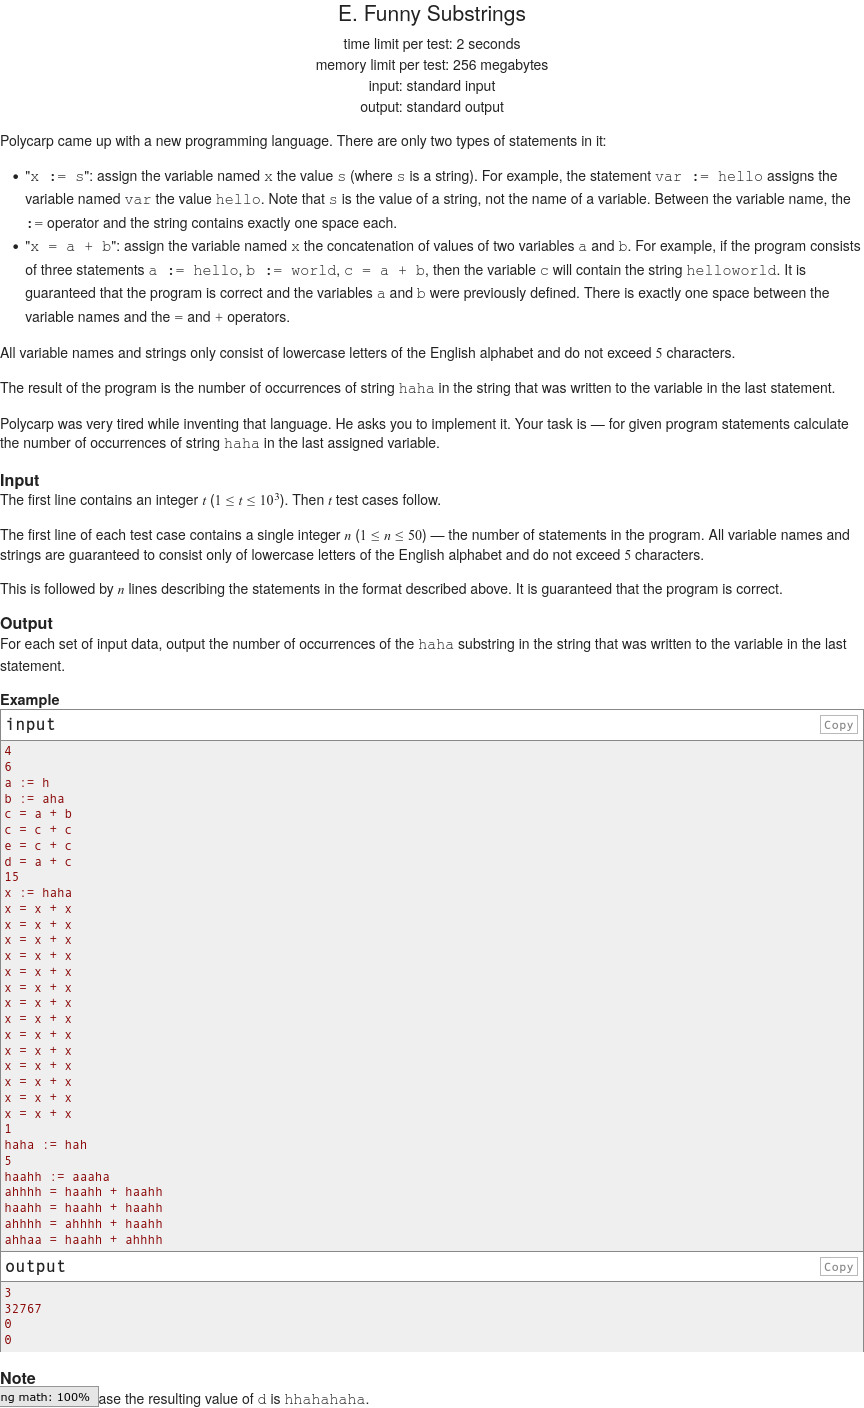 E. Funny Substrings
time limit per test: 2 seconds
memory limit per test: 256 megabytes
input: standard input
output: standard output
Polycarp came up with a new programming language. There are only two types of statements in it:
• "x := s": assign the variable named x the value s (where s is a string). For example, the statement var := hello assigns the
variable named var the value hello. Note that s is the value of a string, not the name of a variable. Between the variable name, the
:= operator and the string contains exactly one space each.
• "x = a + b": assign the variable named x the concatenation of values of two variables a and b. For example, if the program consists
of three statements a := hello, b := world, c = a + b, then the variable c will contain the string helloworld. It is
guaranteed that the program is correct and the variables a and b were previously defined. There is exactly one space between the
variable names and the = and + operators.
All variable names and strings only consist of lowercase letters of the English alphabet and do not exceed 5 characters.
The result of the program is the number of occurrences of string haha in the string that was written to the variable in the last statement.
Polycarp was very tired while inventing that language. He asks you to implement it. Your task is — for given program statements calculate
the number of occurrences of string haha in the last assigned variable.
Input
The first line contains an integer t (1 ≤ t ≤ 10³). Then t test cases follow.
The first line of each test case contains a single integer n (1 ≤ n ≤ 50) — the number of statements in the program. All variable names and
strings are guaranteed to consist only of lowercase letters of the English alphabet and do not exceed 5 characters.
This is followed by n lines describing the statements in the format described above. It is guaranteed that the program is correct.
Output
For each set of input data, output the number of occurrences of the haha substring in the string that was written to the variable in the last
statement.
Example
input Copy
4
6
a := h
b := aha
c = a + b
c = c + c
e = c + c
d = a + c
15
x := haha
x = x + x
x = x + x
x = x + x
x = x + x
x = x + x
x = x + x
x = x + x
x = x + x
x = x + x
x = x + x
x = x + x
x = x + x
x = x + x
x = x + x
1
haha := hah
5
haahh := aaaha
ahhhh = haahh + haahh
haahh = haahh + haahh
ahhhh = ahhhh + haahh
ahhaa = haahh + ahhhh
output Copy
3
32767
0
0
Note
ng math: 100% ase the resulting value of d is hhahahaha.